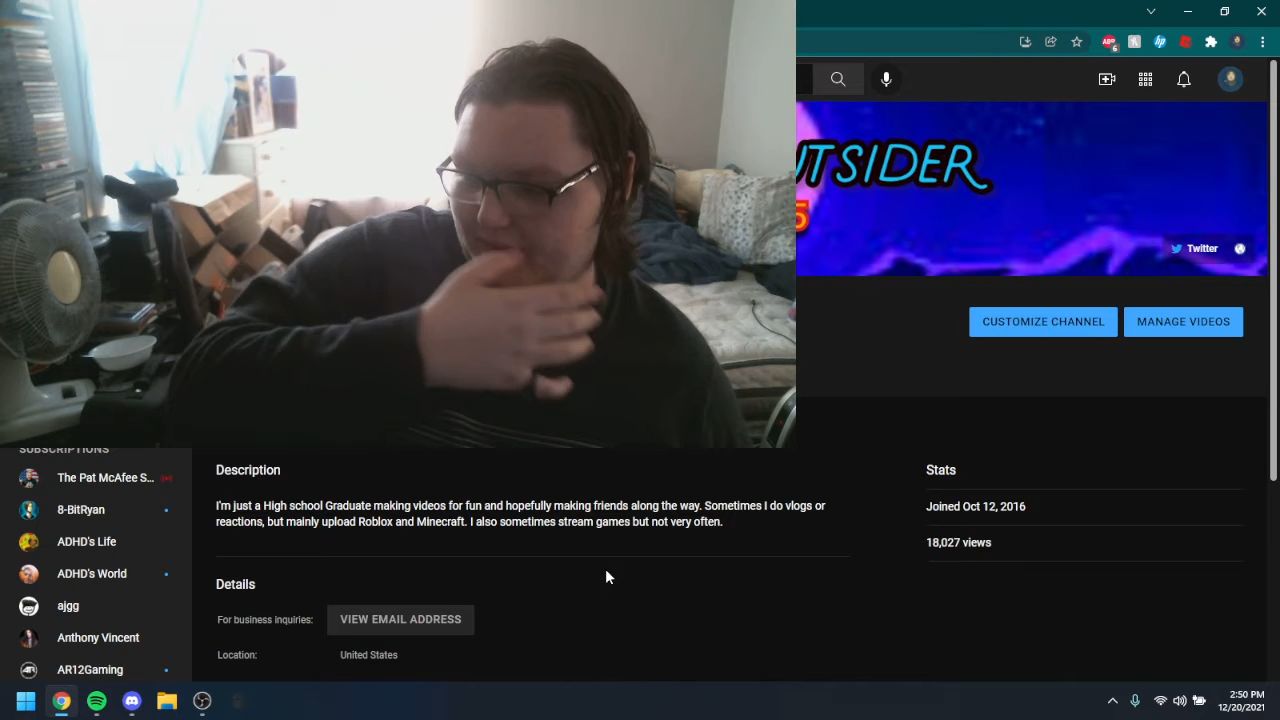 UTSIDER
5
Twitter
CUSTOMIZE CHANNEL
MANAGE VIDEOS
SUBSCRIPTIONS
The Pat McAfee S...
8-BitRyan
ADHD's Life
ADHD's World
ajgg
Anthony Vincent
AR12Gaming
Description
I'm just a High school Graduate making videos for fun and hopefully making friends along the way. Sometimes I do vlogs or
reactions, but mainly upload Roblox and Minecraft. I also sometimes stream games but not very often.
Details
For business inquiries:
VIEW EMAIL ADDRESS
Location:
United States
Stats
Joined Oct 12, 2016
18,027 views
2:50 PM
12/20/2021